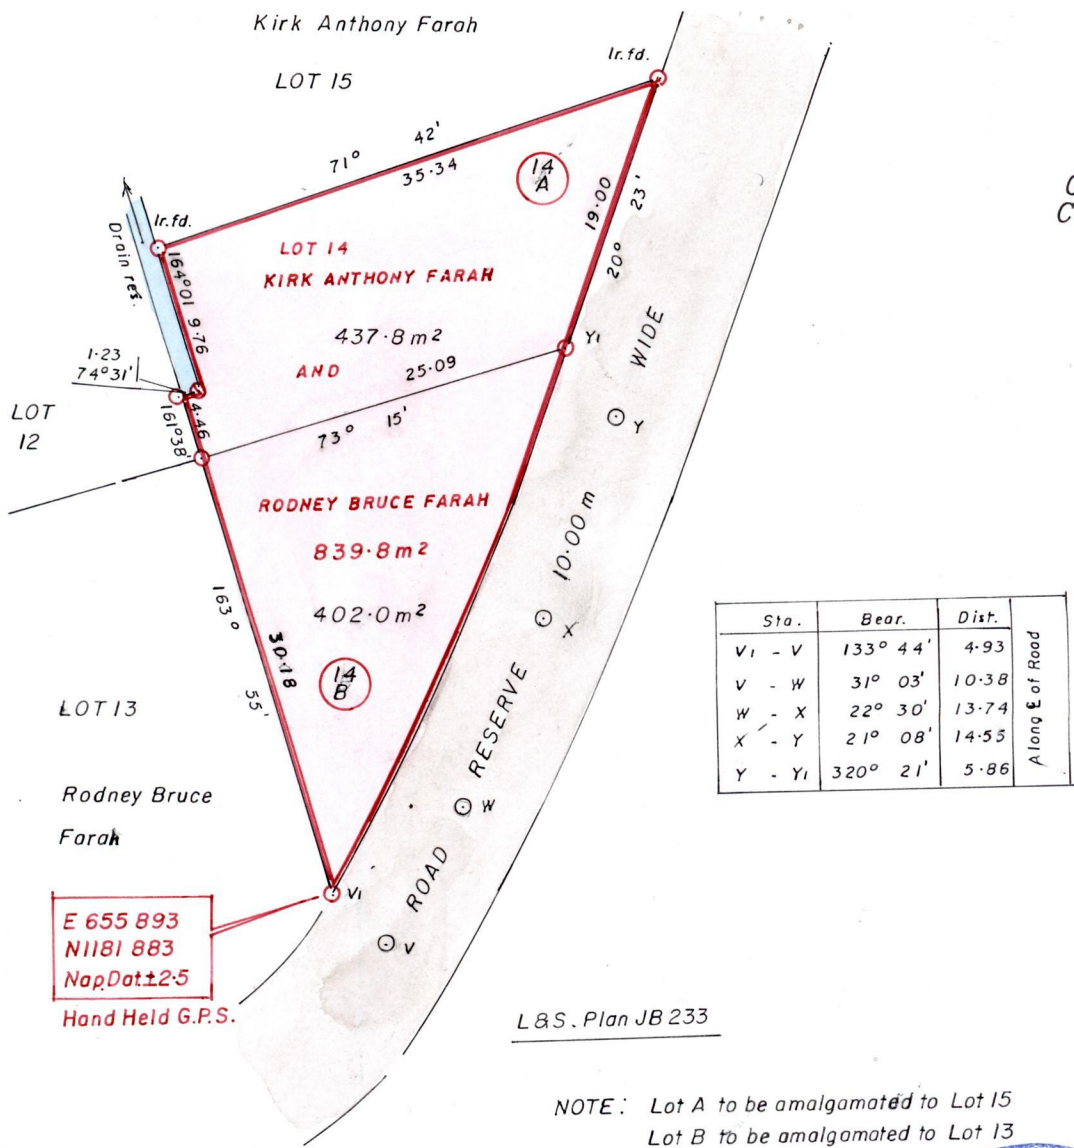 Kirk Anthony Farah
LOT 15
Ir. fd.
71° 42'
35.34
14
A
19.00
20° 23'
Ir. fd.
Drain res.
164°01 9.76
LOT 14
KIRK ANTHONY FARAH
437.8 m²
AND
25.09
73° 15'
Y1
WIDE
1.23
74°31'
4.46
161°38'
LOT
12
Y
RODNEY BRUCE FARAH
839.8 m²
402.0 m²
10.00 m
X
163° 55'
30.18
14
B
LOT 13
Rodney Bruce
Farah
RESERVE
W
ROAD
V1
V
E 655 893
N1181 883
Nap.Dat.±2.5
Hand Held G.P.S.
Sta. Bear. Dist.
V1 - V 133° 44' 4.93
V - W 31° 03' 10.38
W - X 22° 30' 13.74
X - Y 21° 08' 14.55
Y - Y1 320° 21' 5.86
Along ℄ of Road
L&S. Plan JB 233
NOTE: Lot A to be amalgamated to Lot 15
Lot B to be amalgamated to Lot 13